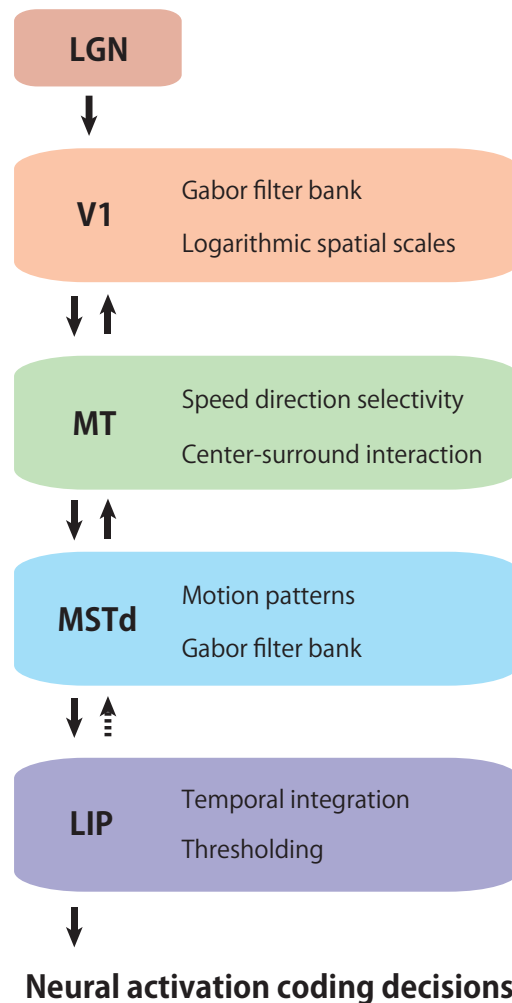 LGN
V1
Gabor filter bank
Logarithmic spatial scales
MT
Speed direction selectivity
Center-surround interaction
MSTd
Motion patterns
Gabor filter bank
LIP
Temporal integration
Thresholding
Neural activation coding decisions